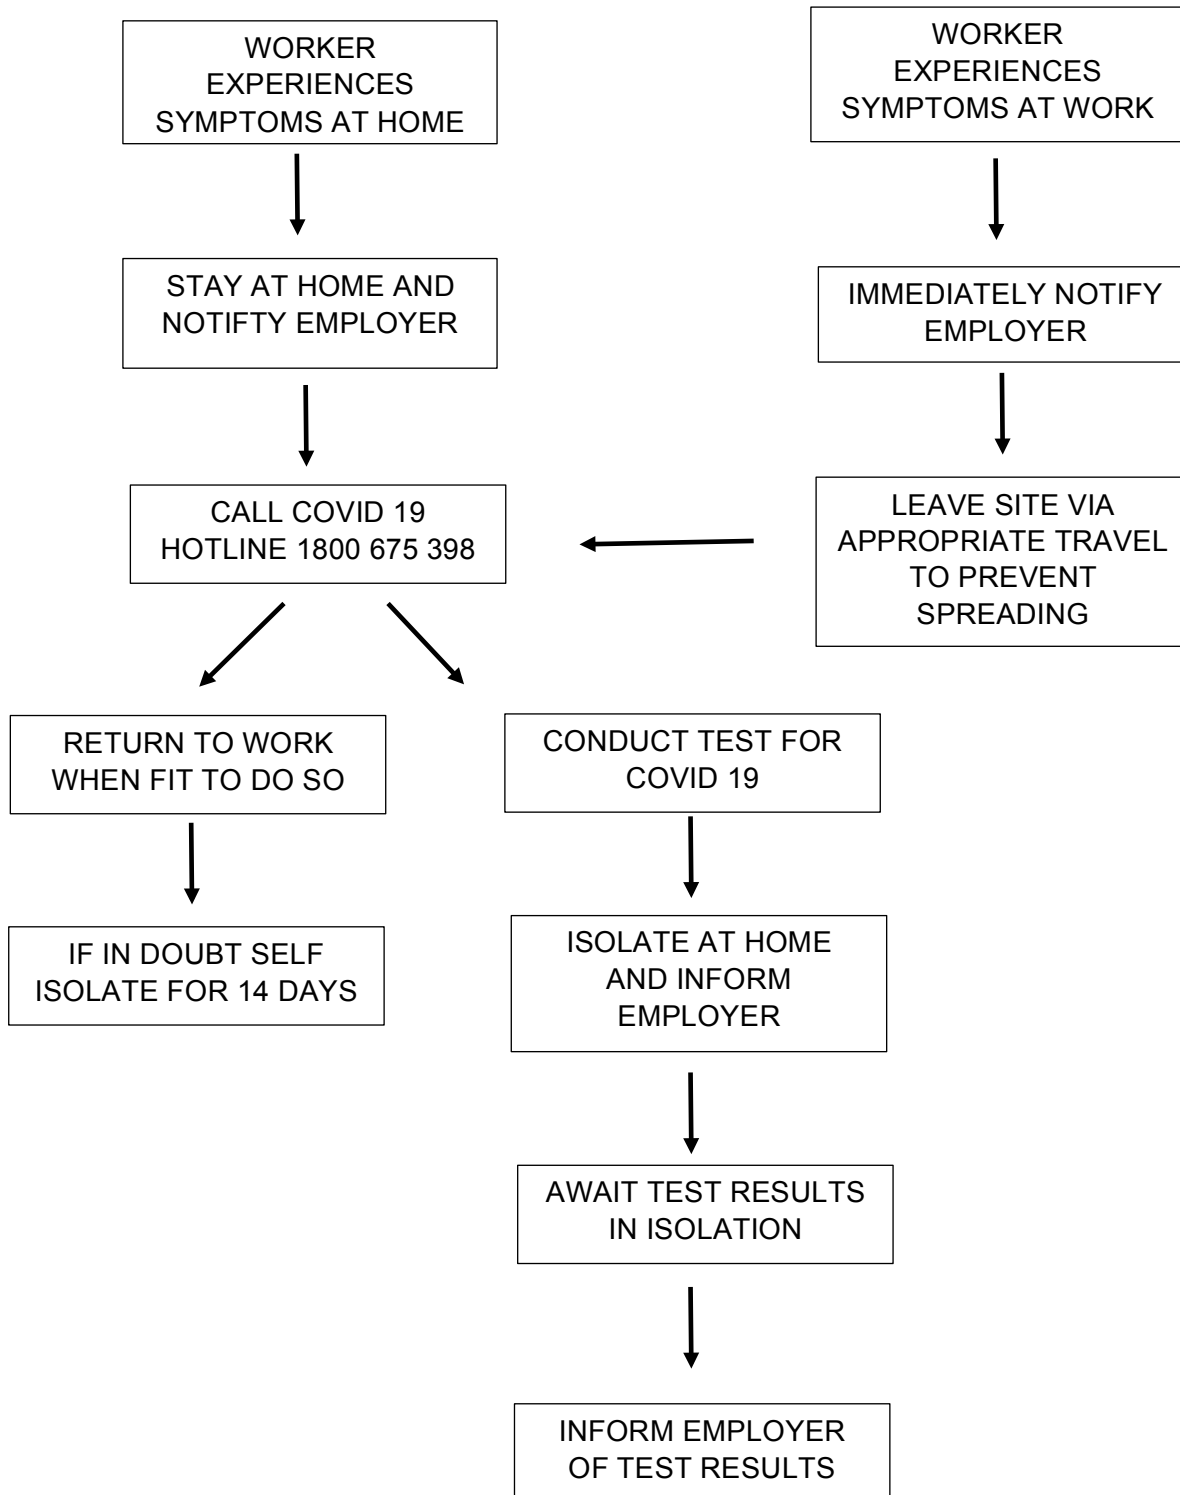 WORKER
EXPERIENCES
SYMPTOMS AT HOME
WORKER
EXPERIENCES
SYMPTOMS AT WORK
STAY AT HOME AND
NOTIFTY EMPLOYER
IMMEDIATELY NOTIFY
EMPLOYER
CALL COVID 19
HOTLINE 1800 675 398
LEAVE SITE VIA
APPROPRIATE TRAVEL
TO PREVENT
SPREADING
RETURN TO WORK
WHEN FIT TO DO SO
CONDUCT TEST FOR
COVID 19
IF IN DOUBT SELF
ISOLATE FOR 14 DAYS
ISOLATE AT HOME
AND INFORM
EMPLOYER
AWAIT TEST RESULTS
IN ISOLATION
INFORM EMPLOYER
OF TEST RESULTS